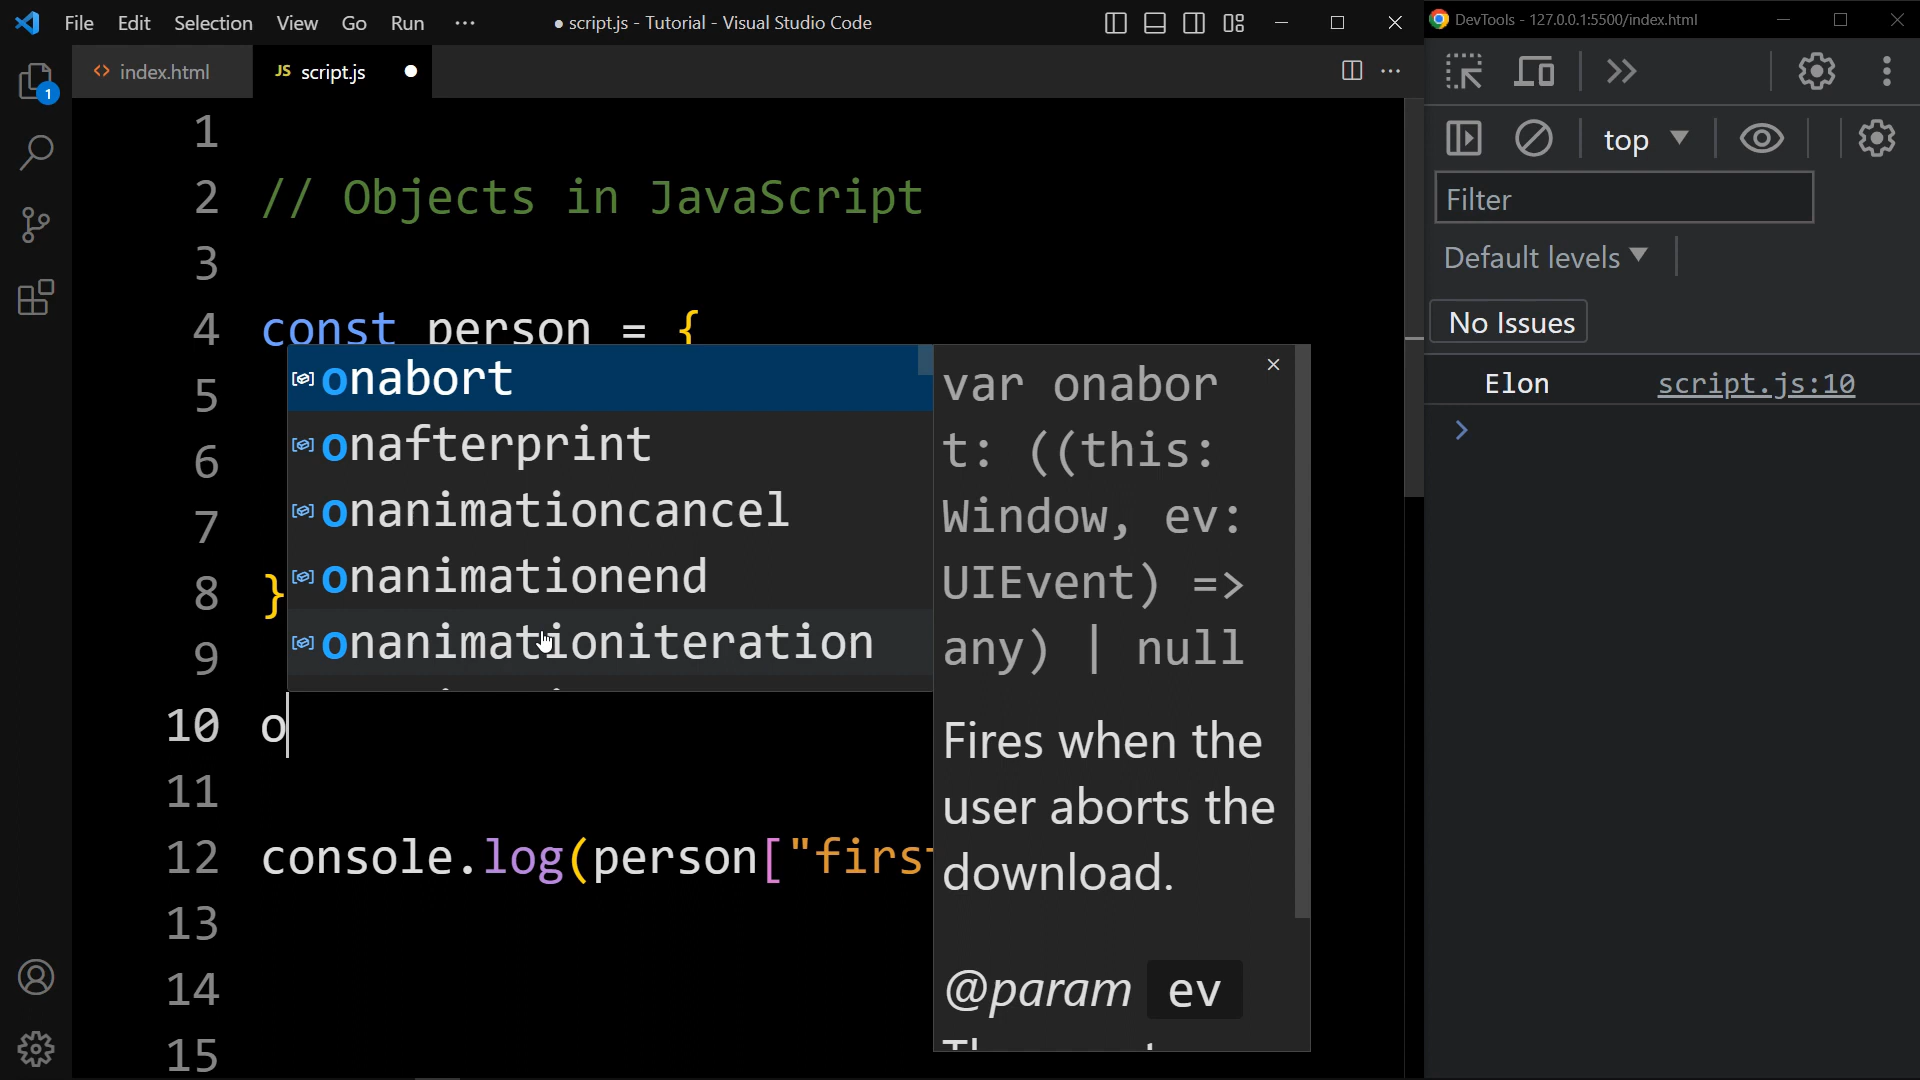 File Edit Selection View Go Run ··· ● script.js - Tutorial - Visual Studio Code
index.html
JS script.js ●
1
2 // Objects in JavaScript
3
4 const person = {
5
6
7
8 }
9
10 o
11
12 console.log(person["firs
13
14
15
onabort
onafterprint
onanimationcancel
onanimationend
onanimationiteration
var onabor
t: ((this:
Window, ev:
UIEvent) =>
any) | null
Fires when the
user aborts the
download.
@param ev
1
DevTools - 127.0.0.1:5500/index.html
top
Filter
Default levels
No Issues
Elon script.js:10